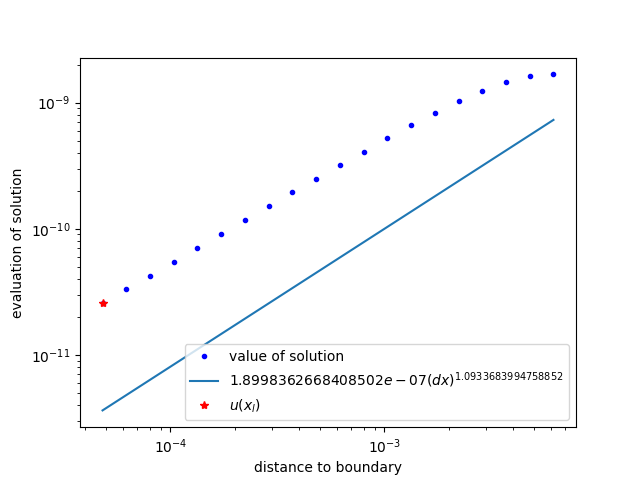 10^{-9}
10^{-10}
10^{-11}
evaluation of solution
value of solution
1.8998362668408502e − 07(dx)^{1.0933683994758852}
u(x_l)
10^{-4} 10^{-3}
distance to boundary